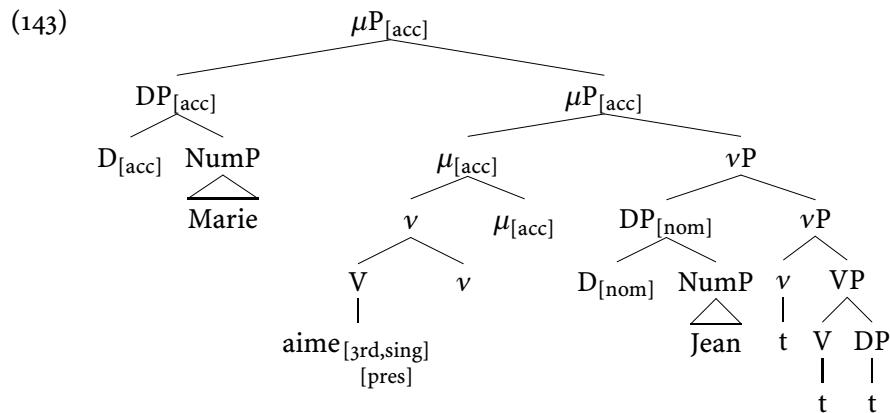 (143) μP[acc]
DP[acc] μP[acc]
D[acc] NumP μ[acc] νP
Marie ν μ[acc] DP[nom] νP
V ν D[nom] NumP ν VP
aime[3rd,sing] Jean t V DP
[pres] t t